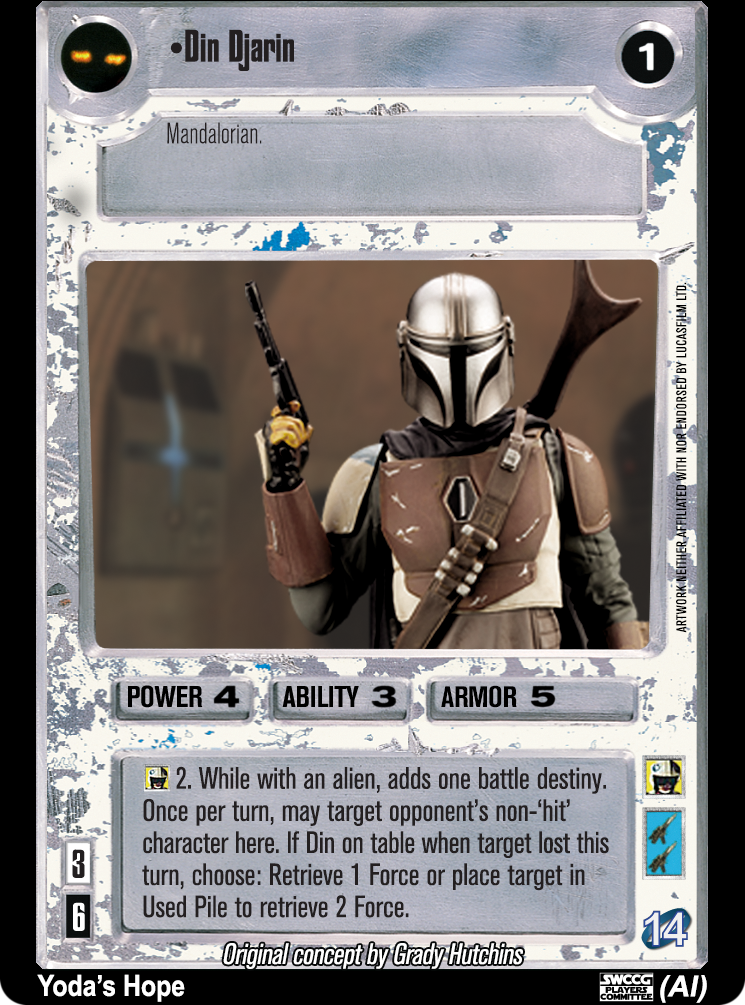 •Din Djarin
1
Mandalorian.
ARTWORK NEITHER AFFILIATED WITH NOR ENDORSED BY LUCASFILM LTD.
POWER 4
ABILITY 3
ARMOR 5
2. While with an alien, adds one battle destiny.
Once per turn, may target opponent's non-‘hit’
character here. If Din on table when target lost this
turn, choose: Retrieve 1 Force or place target in
Used Pile to retrieve 2 Force.
3
6
14
Original concept by Grady Hutchins
Yoda's Hope
SWCCG
PLAYERS
COMMITTEE
(AI)